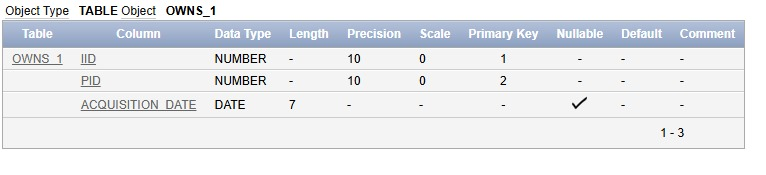 Object Type TABLE Object OWNS_1
Table Column Data Type Length Precision Scale Primary Key Nullable Default Comment
OWNS_1 IID NUMBER - 10 0 1 - - -
PID NUMBER - 10 0 2 - - -
ACQUISITION_DATE DATE 7 - - - ✓ - -
1 - 3